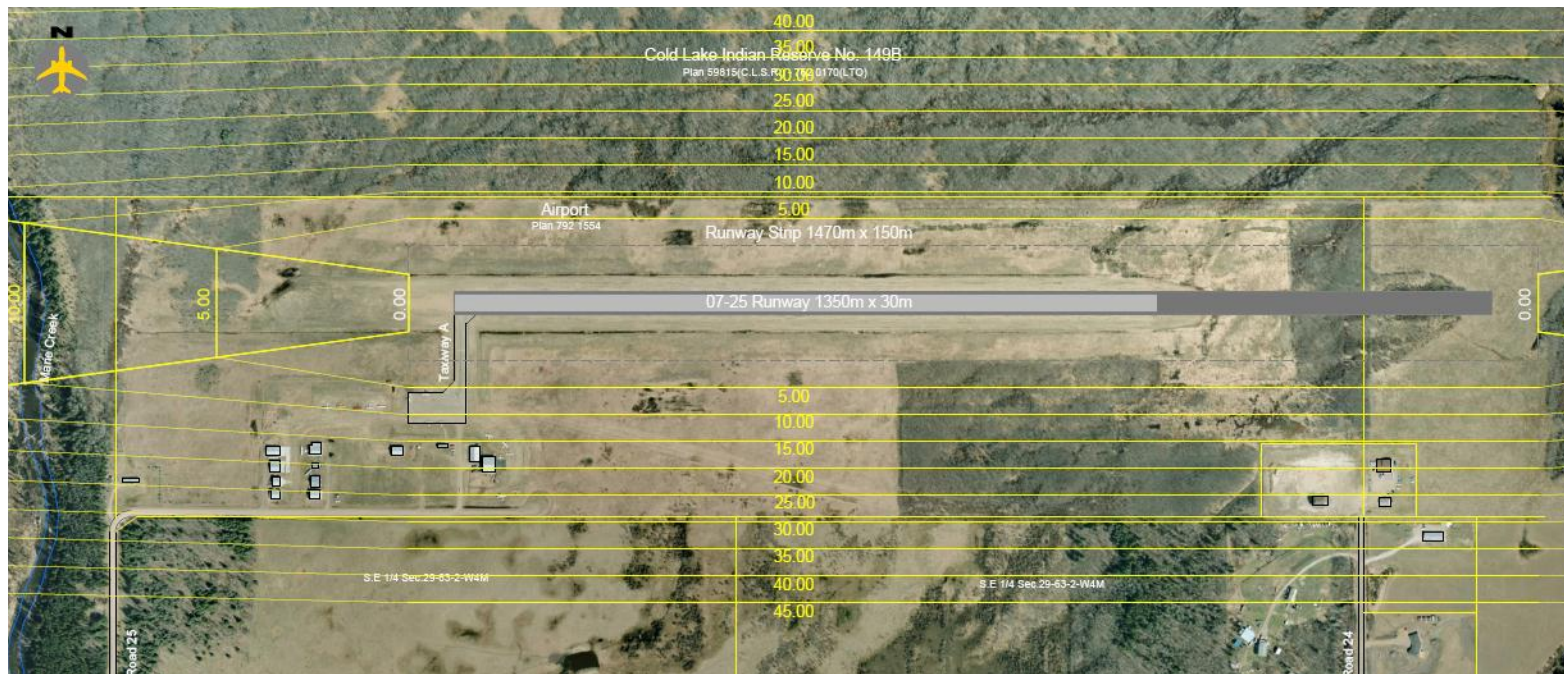 N
40.00
35.00
Cold Lake Indian Reserve No. 149B
30.00
25.00
20.00
15.00
10.00
5.00
Airport
Plan 792 1554
Runway Strip 1470m x 150m
07-25 Runway 1350m x 30m
10.00
5.00
0.00
0.00
Marie Creek
Taxiway A
5.00
10.00
15.00
20.00
25.00
30.00
35.00
40.00
45.00
S.E 1/4 Sec.29-63-2-W4M
S.E 1/4 Sec.29-63-2-W4M
Road 25
Road 24